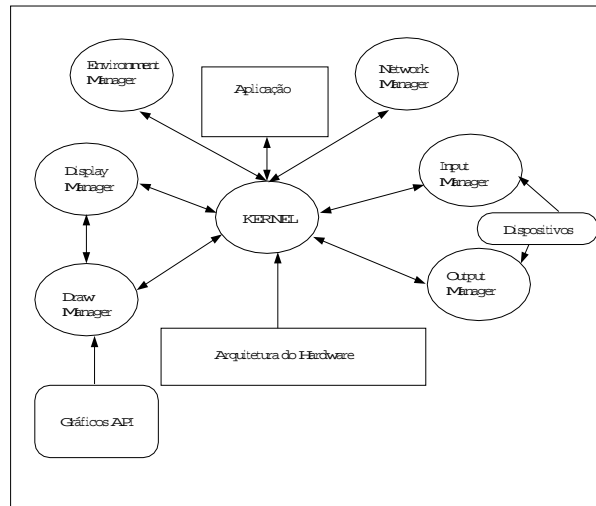 Environment
Manager
Network
Manager
Aplicação
Display
Manager
Input
Manager
KERNEL
Dispositivos
Draw
Manager
Output
Manager
Arquitetura do Hardware
Gráficos API